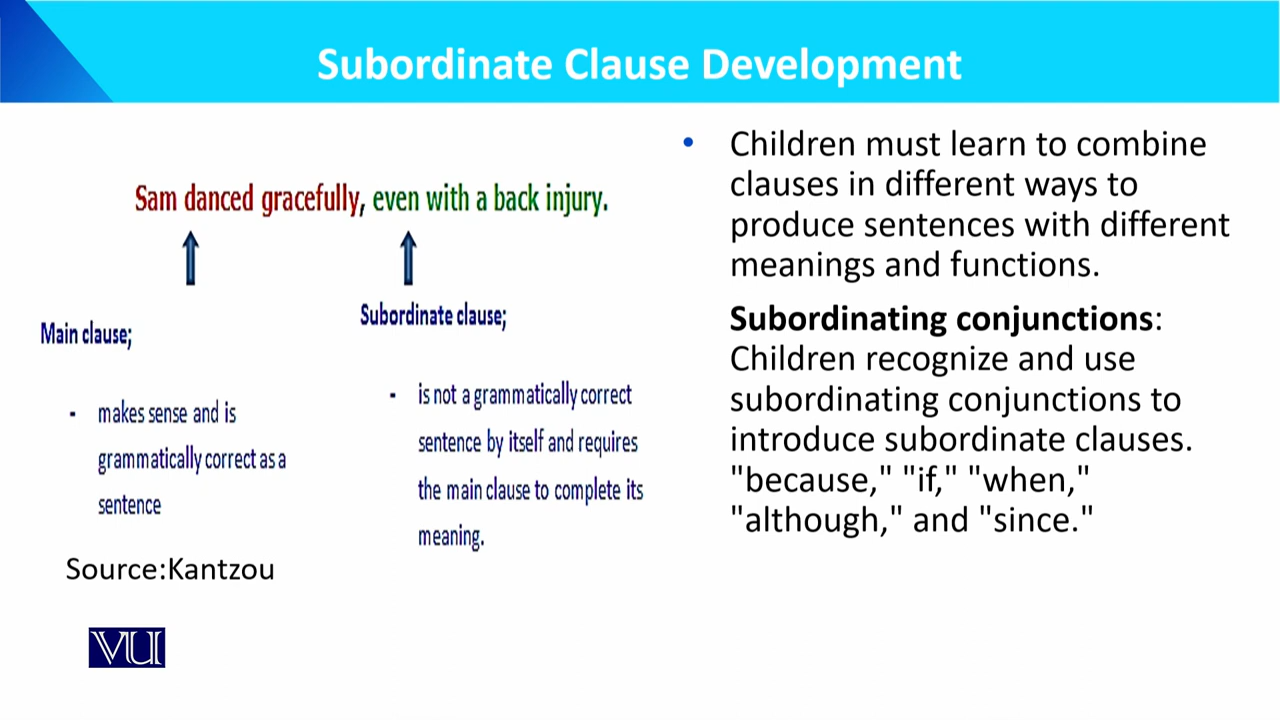 Subordinate Clause Development
Sam danced gracefully, even with a back injury.
Main clause;
- makes sense and is
grammatically correct as a
sentence
Subordinate clause;
- is not a grammatically correct
sentence by itself and requires
the main clause to complete its
meaning.
Source:Kantzou
VU
• Children must learn to combine
clauses in different ways to
produce sentences with different
meanings and functions.
Subordinating conjunctions:
Children recognize and use
subordinating conjunctions to
introduce subordinate clauses.
"because," "if," "when,"
"although," and "since."